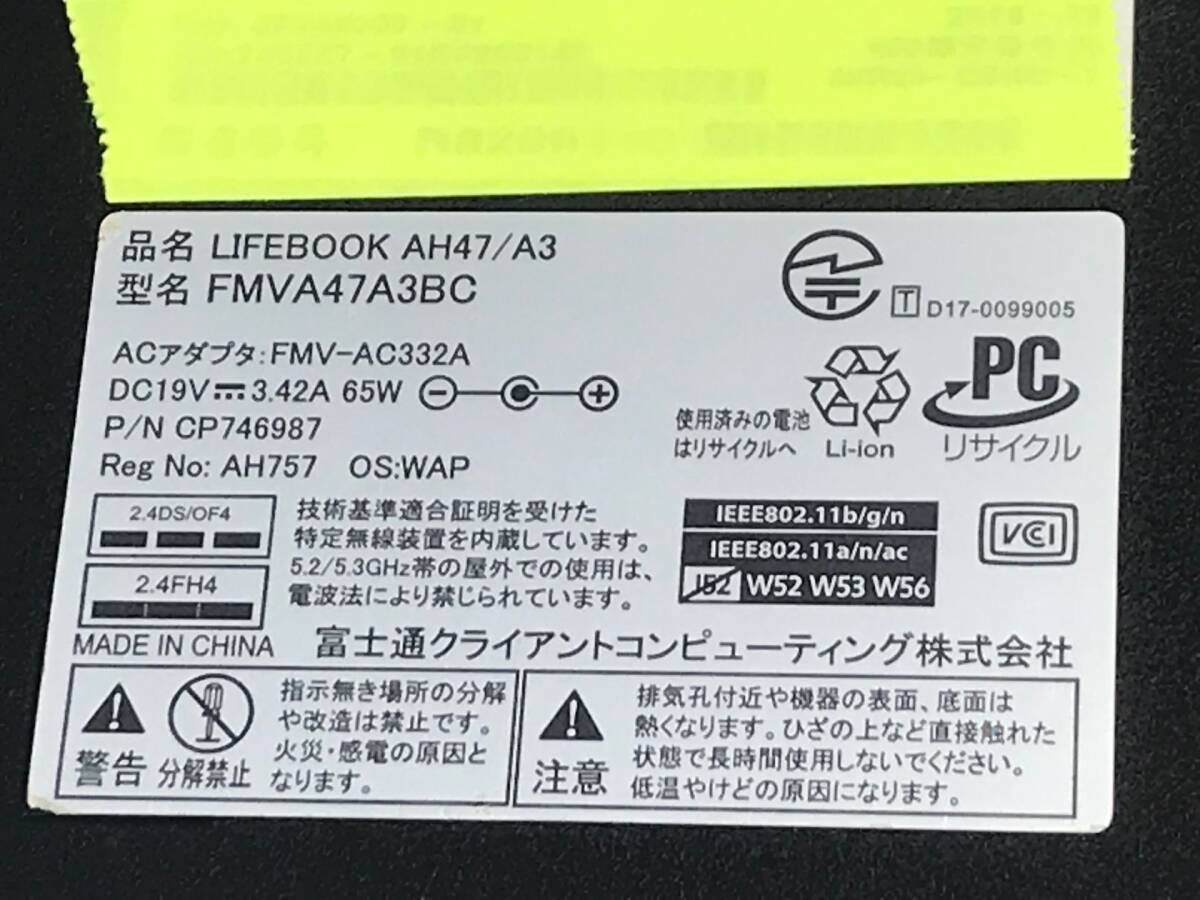 品名 LIFEBOOK AH47/A3
型名 FMVA47A3BC
T D17-0099005
ACアダプタ:FMV-AC332A
DC19V 3.42A 65W
P/N CP746987
Reg No: AH757 OS:WAP
使用済みの電池
はリサイクルへ
Li-ion
PC
リサイクル
2.4DS/OF4
2.4FH4
技術基準適合証明を受けた
特定無線装置を内蔵しています。
5.2/5.3GHz帯の屋外での使用は、
電波法により禁じられています。
IEEE802.11b/g/n
IEEE802.11a/n/ac
J52 W52 W53 W56
VCI
MADE IN CHINA
富士通クライアントコンピューティング株式会社
警告
分解禁止
指示無き場所の分解
や改造は禁止です。
火災・感電の原因と
なります。
注意
排気孔付近や機器の表面、底面は
熱くなります。ひざの上など直接触れた
状態で長時間使用しないでください。
低温やけどの原因になります。